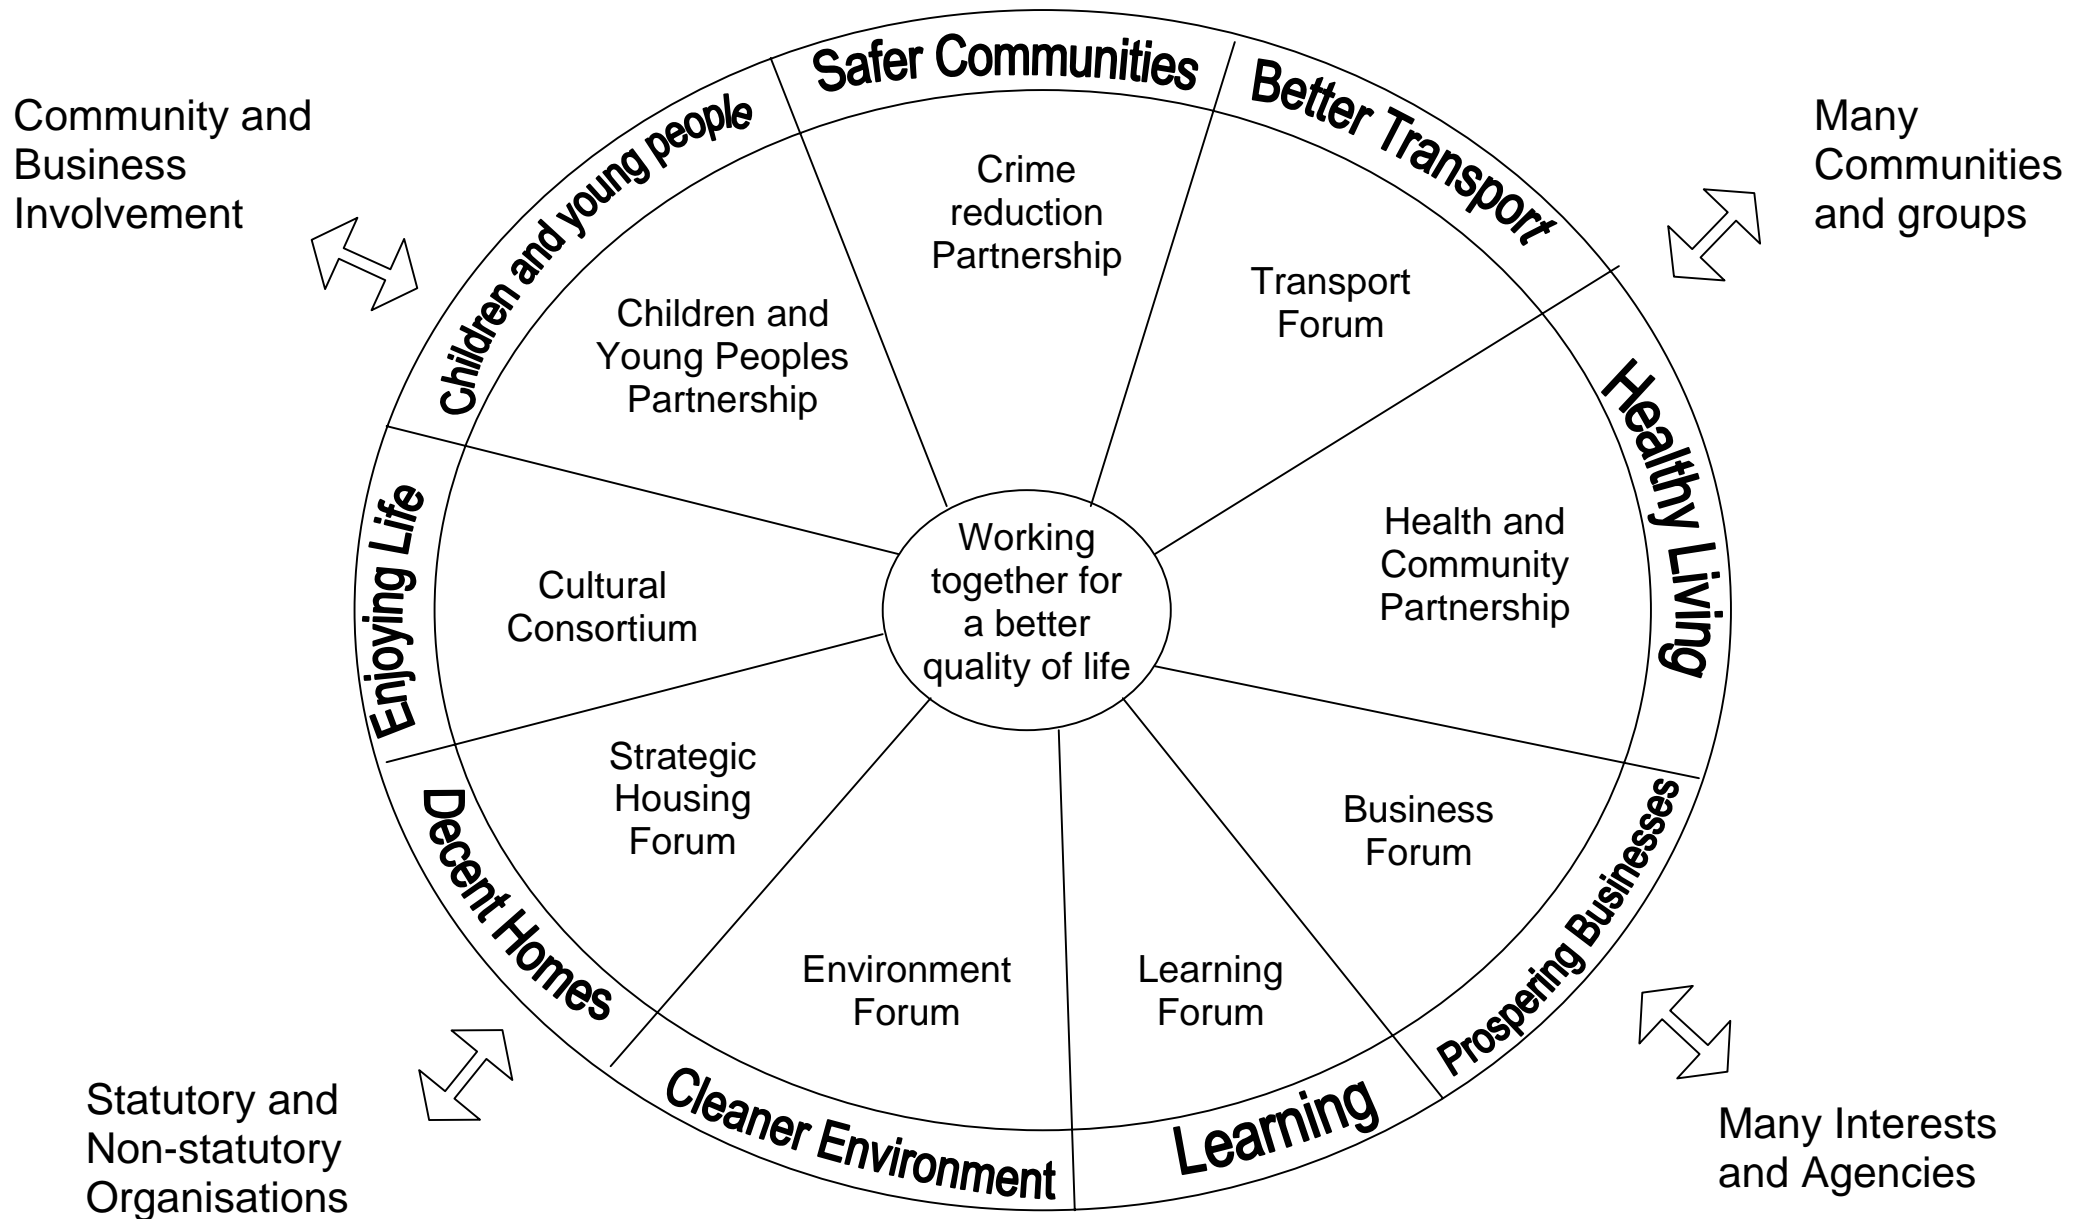 Safer Communities
Better Transport
Children and young people
Community and
Business
Involvement
Many
Communities
and groups
Crime
reduction
Partnership
Transport
Forum
Children and
Young Peoples
Partnership
Healthy Living
Enjoying Life
Working
together for
a better
quality of life
Health and
Community
Partnership
Cultural
Consortium
Strategic
Housing
Forum
Business
Forum
Decent Homes
Prospering Businesses
Environment
Forum
Learning
Forum
Cleaner Environment
Learning
Statutory and
Non-statutory
Organisations
Many Interests
and Agencies